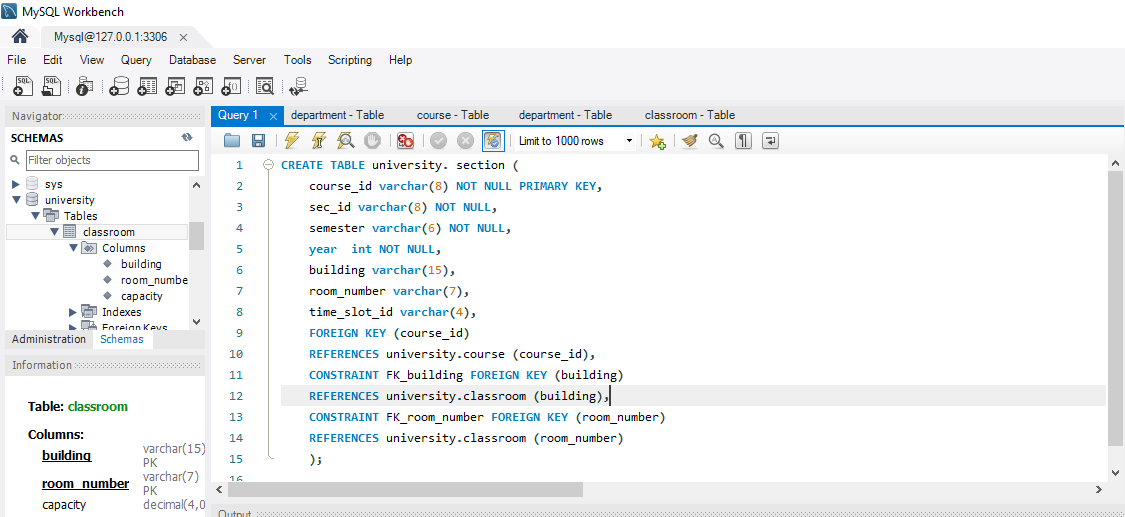 MySQL Workbench
Mysql@127.0.0.1:3306
File Edit View Query Database Server Tools Scripting Help
Navigator
SCHEMAS
Filter objects
sys
university
Tables
classroom
Columns
building
room_numbe
capacity
Indexes
Foreign Keys
Administration Schemas
Information
Table: classroom
Columns:
building varchar(15) PK
room_number varchar(7) PK
capacity decimal(4,0
Query 1 department - Table course - Table department - Table classroom - Table
Limit to 1000 rows
1 CREATE TABLE university. section (
2 course_id varchar(8) NOT NULL PRIMARY KEY,
3 sec_id varchar(8) NOT NULL,
4 semester varchar(6) NOT NULL,
5 year  int NOT NULL,
6 building varchar(15),
7 room_number varchar(7),
8 time_slot_id varchar(4),
9 FOREIGN KEY (course_id)
10 REFERENCES university.course (course_id),
11 CONSTRAINT FK_building FOREIGN KEY (building)
12 REFERENCES university.classroom (building),
13 CONSTRAINT FK_room_number FOREIGN KEY (room_number)
14 REFERENCES university.classroom (room_number)
15 );
16
Output